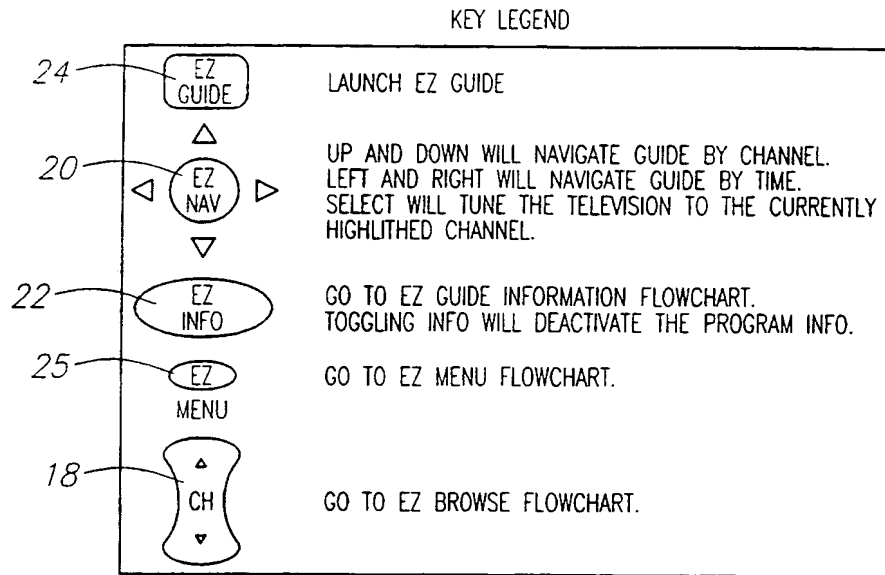 KEY LEGEND
24
EZ
GUIDE
LAUNCH EZ GUIDE
20
EZ
NAV
UP AND DOWN WILL NAVIGATE GUIDE BY CHANNEL.
LEFT AND RIGHT WILL NAVIGATE GUIDE BY TIME.
SELECT WILL TUNE THE TELEVISION TO THE CURRENTLY
HIGHLITHED CHANNEL.
22
EZ
INFO
GO TO EZ GUIDE INFORMATION FLOWCHART.
TOGGLING INFO WILL DEACTIVATE THE PROGRAM INFO.
25
EZ
MENU
GO TO EZ MENU FLOWCHART.
18
CH
GO TO EZ BROWSE FLOWCHART.